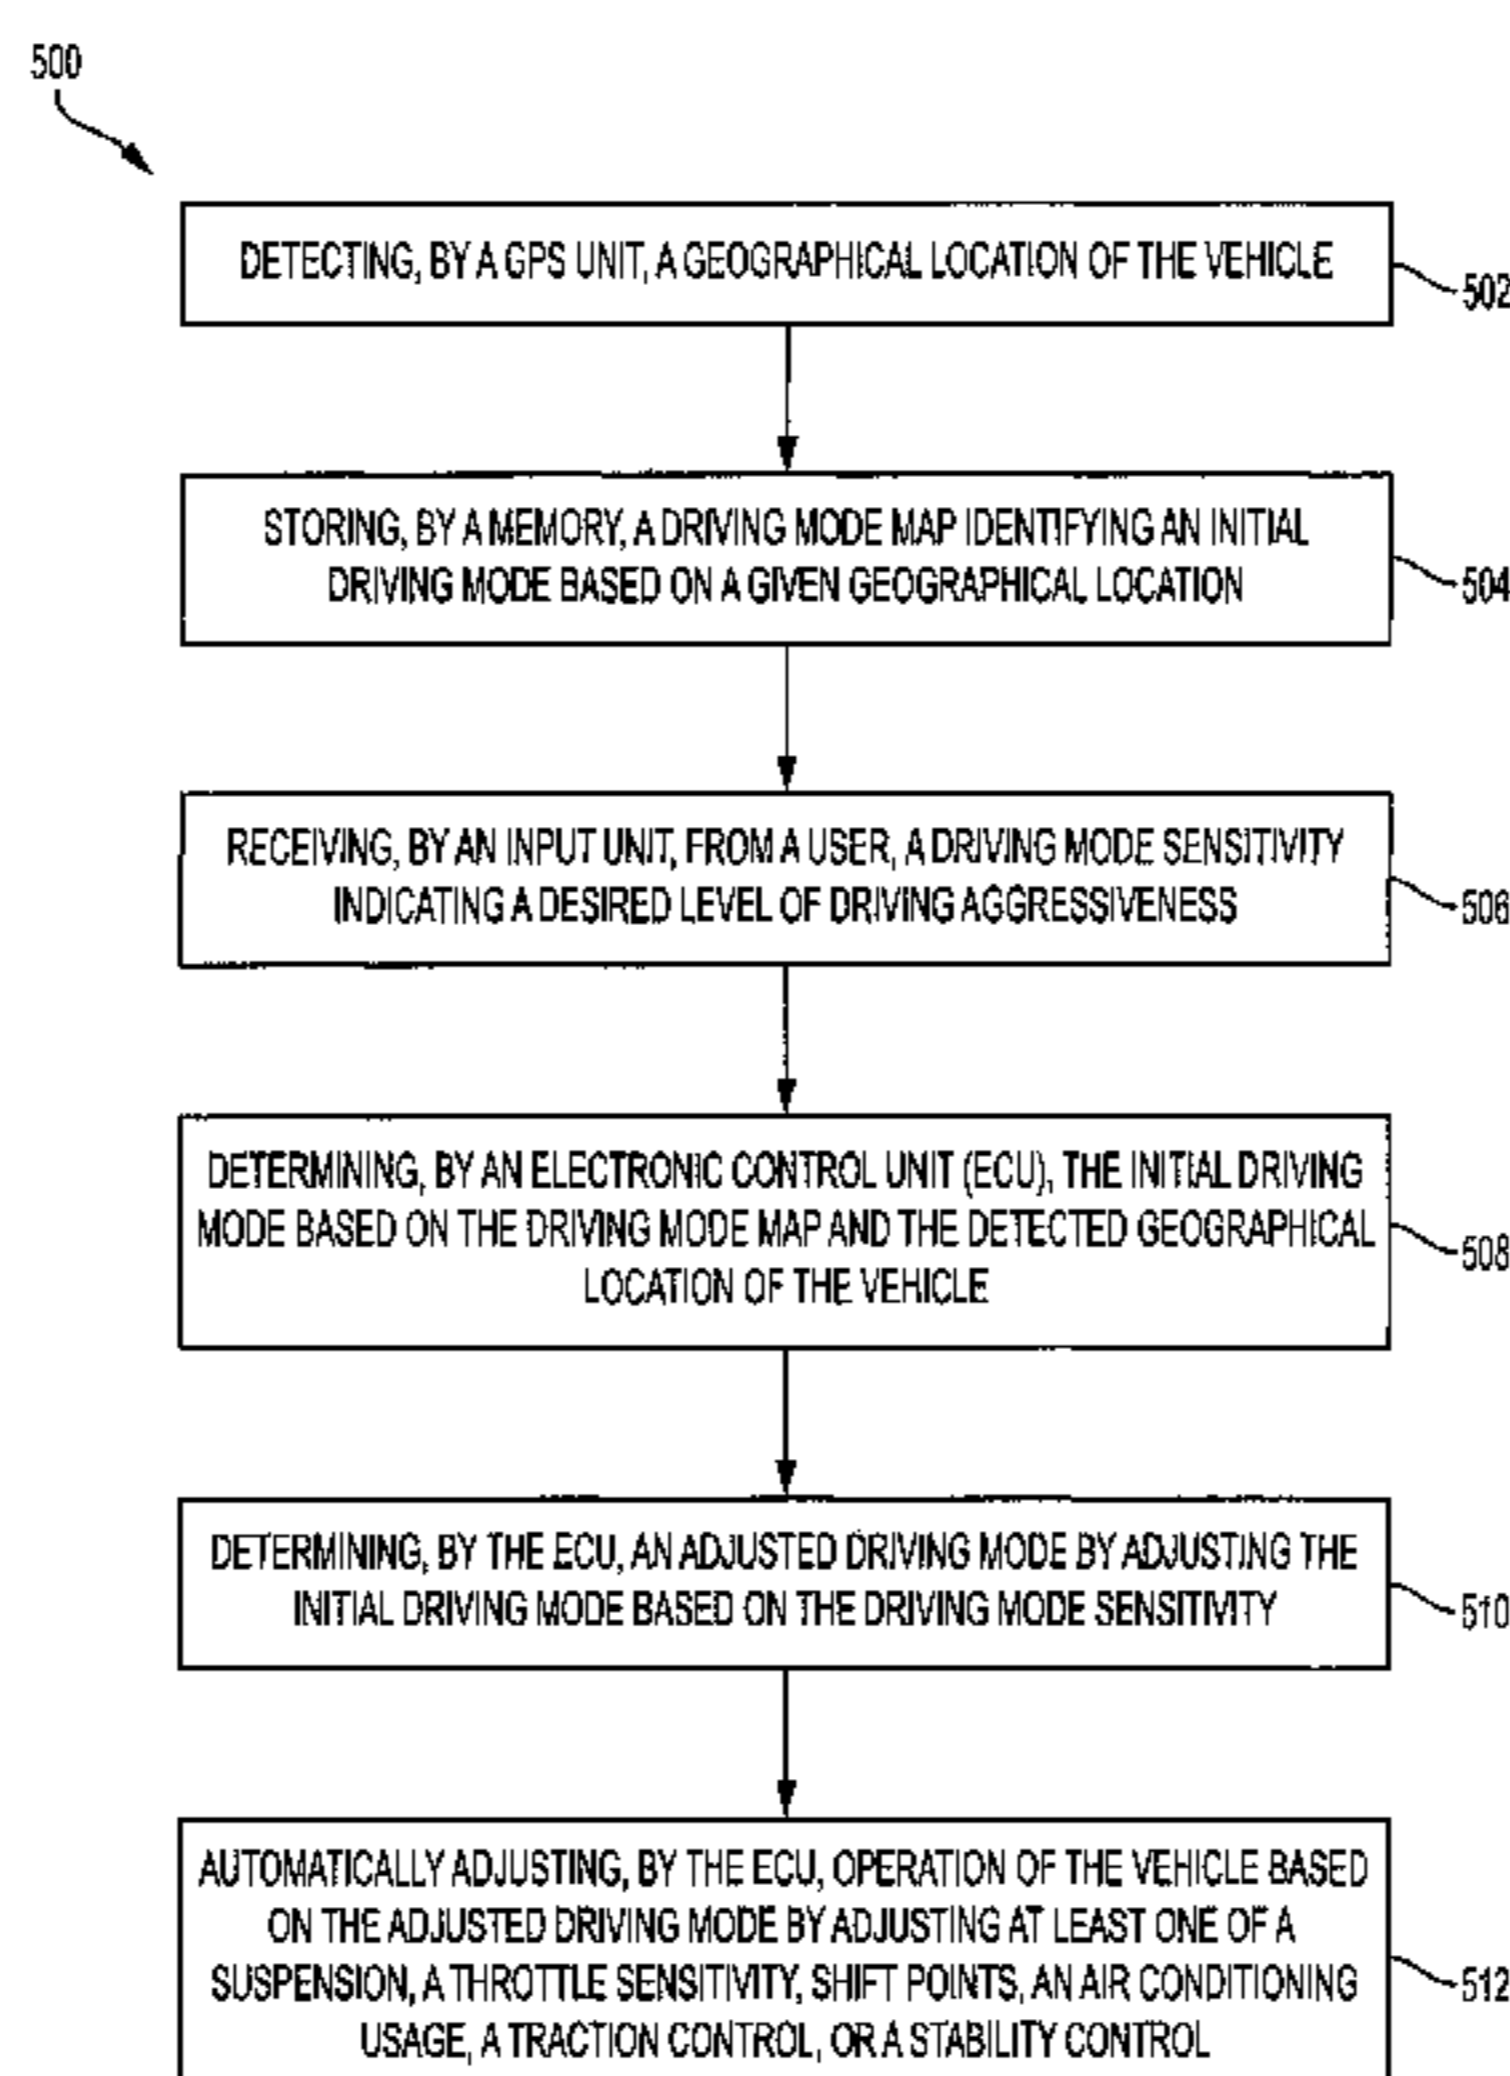 500
DETECTING, BY A GPS UNIT, A GEOGRAPHICAL LOCATION OF THE VEHICLE
502
STORING, BY A MEMORY, A DRIVING MODE MAP IDENTIFYING AN INITIAL
DRIVING MODE BASED ON A GIVEN GEOGRAPHICAL LOCATION
504
RECEIVING, BY AN INPUT UNIT, FROM A USER, A DRIVING MODE SENSITIVITY
INDICATING A DESIRED LEVEL OF DRIVING AGGRESSIVENESS
506
DETERMINING, BY AN ELECTRONIC CONTROL UNIT (ECU), THE INITIAL DRIVING
MODE BASED ON THE DRIVING MODE MAP AND THE DETECTED GEOGRAPHICAL
LOCATION OF THE VEHICLE
508
DETERMINING, BY THE ECU, AN ADJUSTED DRIVING MODE BY ADJUSTING THE
INITIAL DRIVING MODE BASED ON THE DRIVING MODE SENSITIVITY
510
AUTOMATICALLY ADJUSTING, BY THE ECU, OPERATION OF THE VEHICLE BASED
ON THE ADJUSTED DRIVING MODE BY ADJUSTING AT LEAST ONE OF A
SUSPENSION, A THROTTLE SENSITIVITY, SHIFT POINTS, AN AIR CONDITIONING
USAGE, A TRACTION CONTROL, OR A STABILITY CONTROL
512